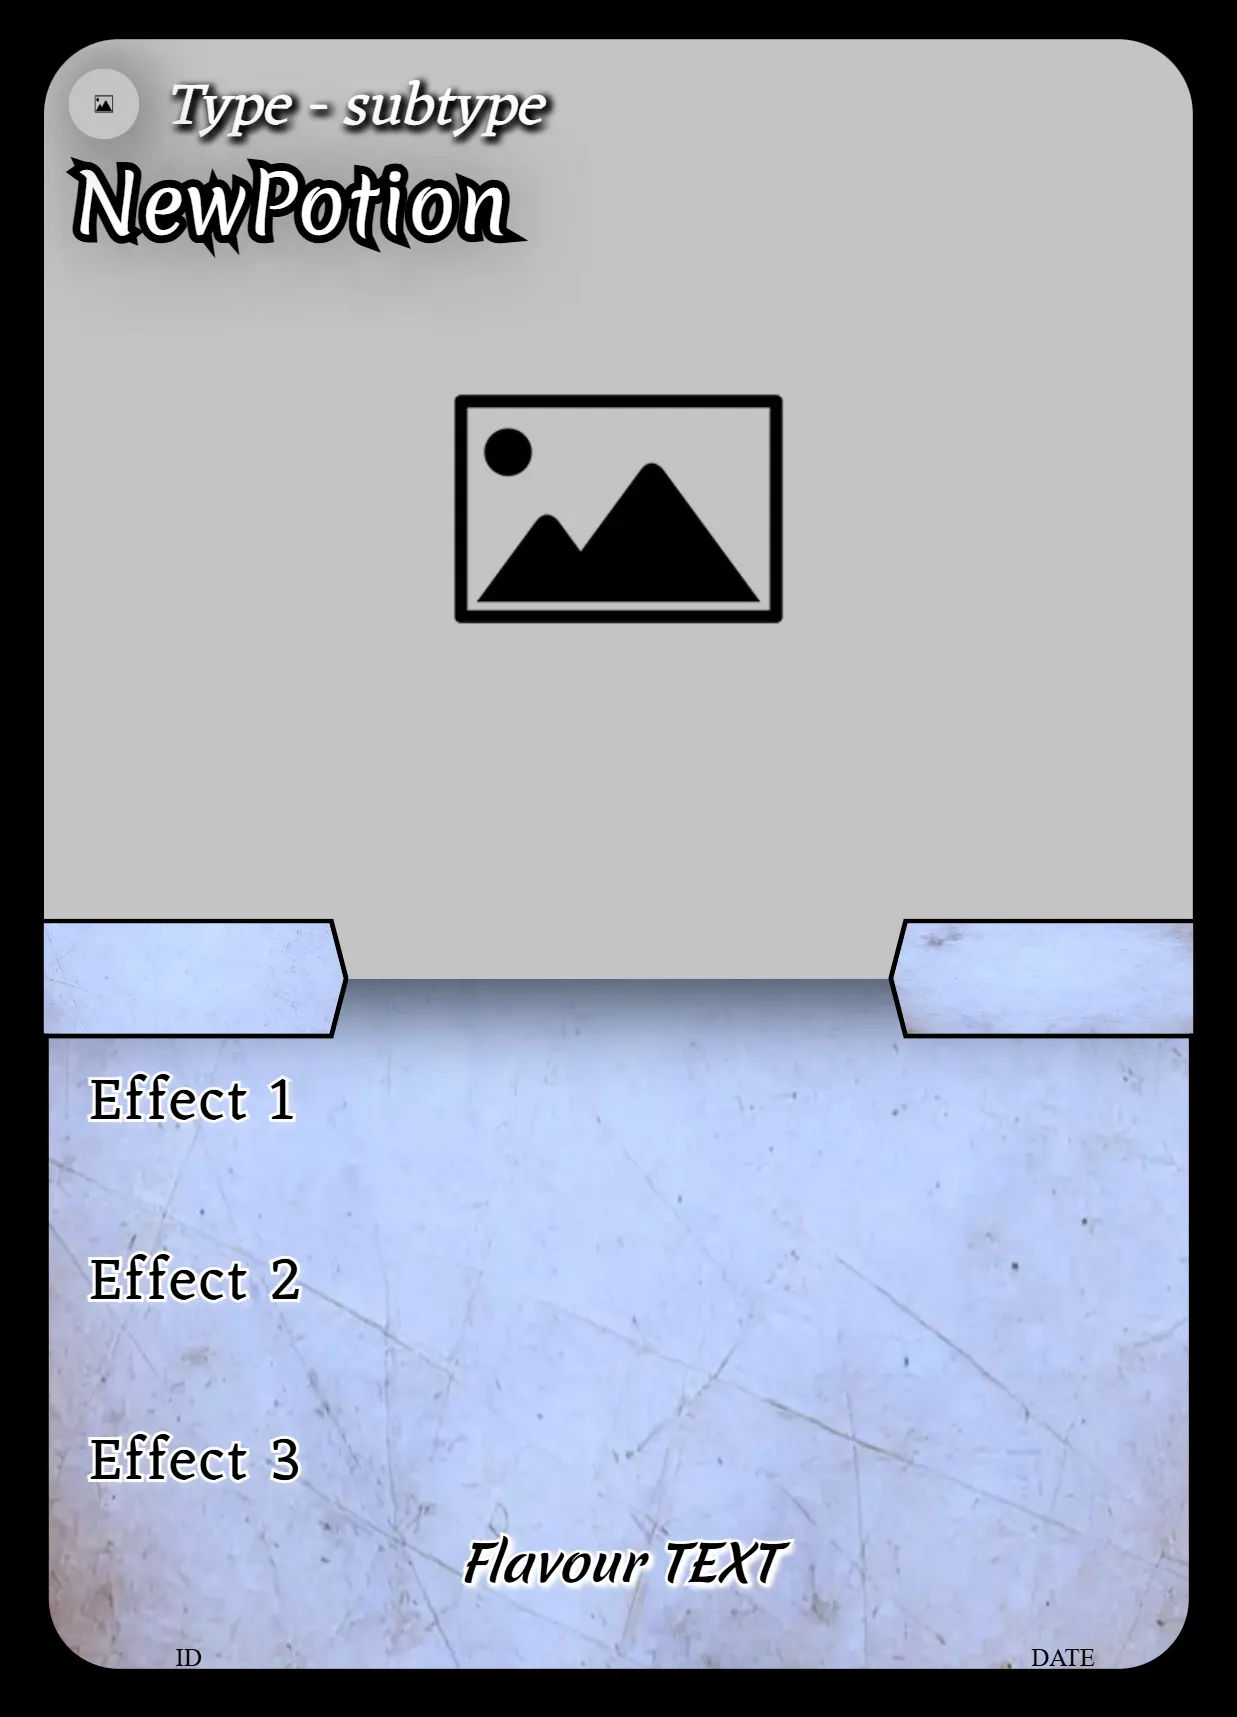 Type - subtype
NewPotion
Effect 1
Effect 2
Effect 3
Flavour TEXT
ID
DATE